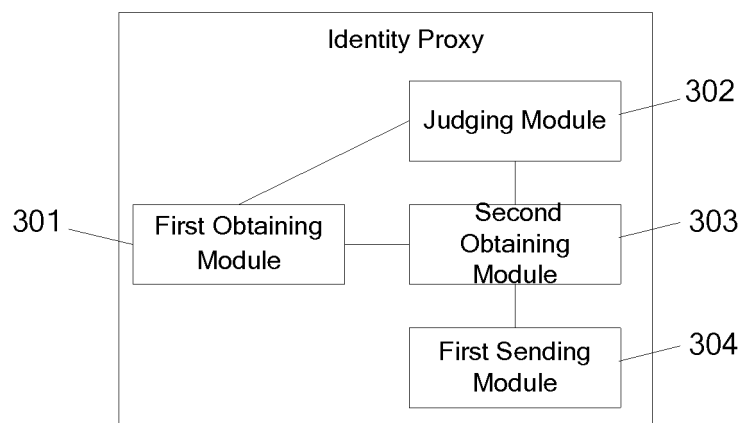 Identity Proxy
Judging Module
302
301
First Obtaining
Module
Second
Obtaining
Module
303
First Sending
Module
304